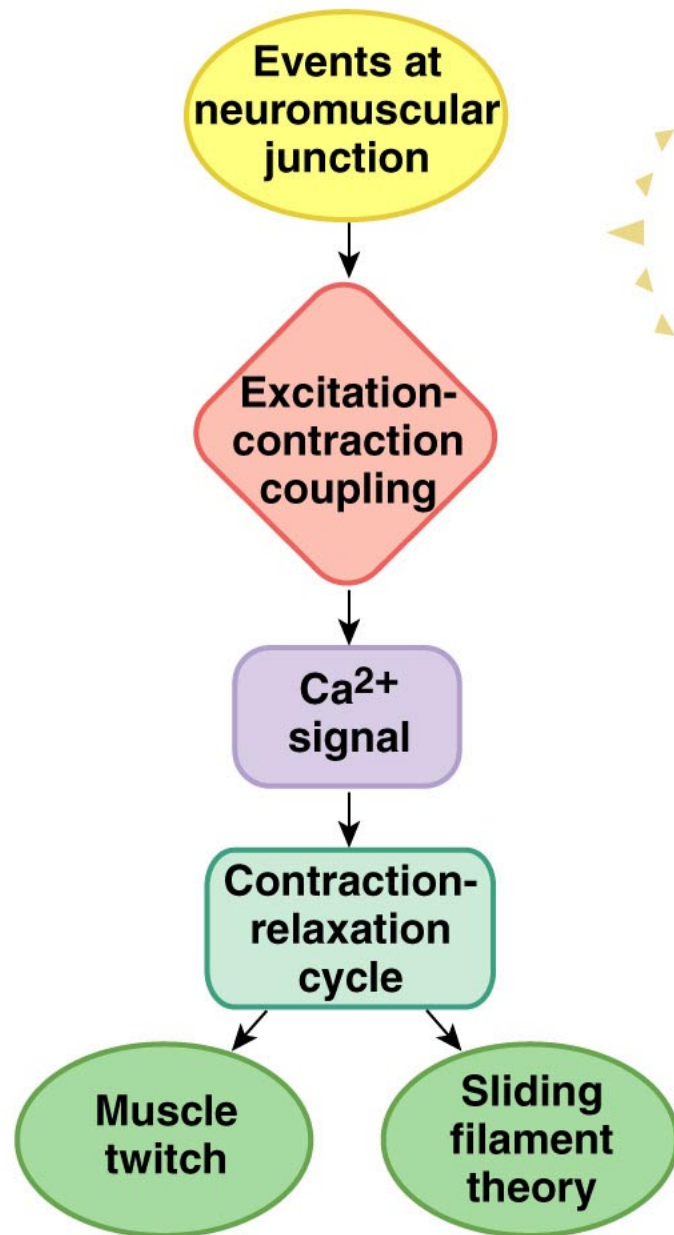 Events at
neuromuscular
junction
Excitation-
contraction
coupling
Ca²⁺
signal
Contraction-
relaxation
cycle
Muscle
twitch
Sliding
filament
theory